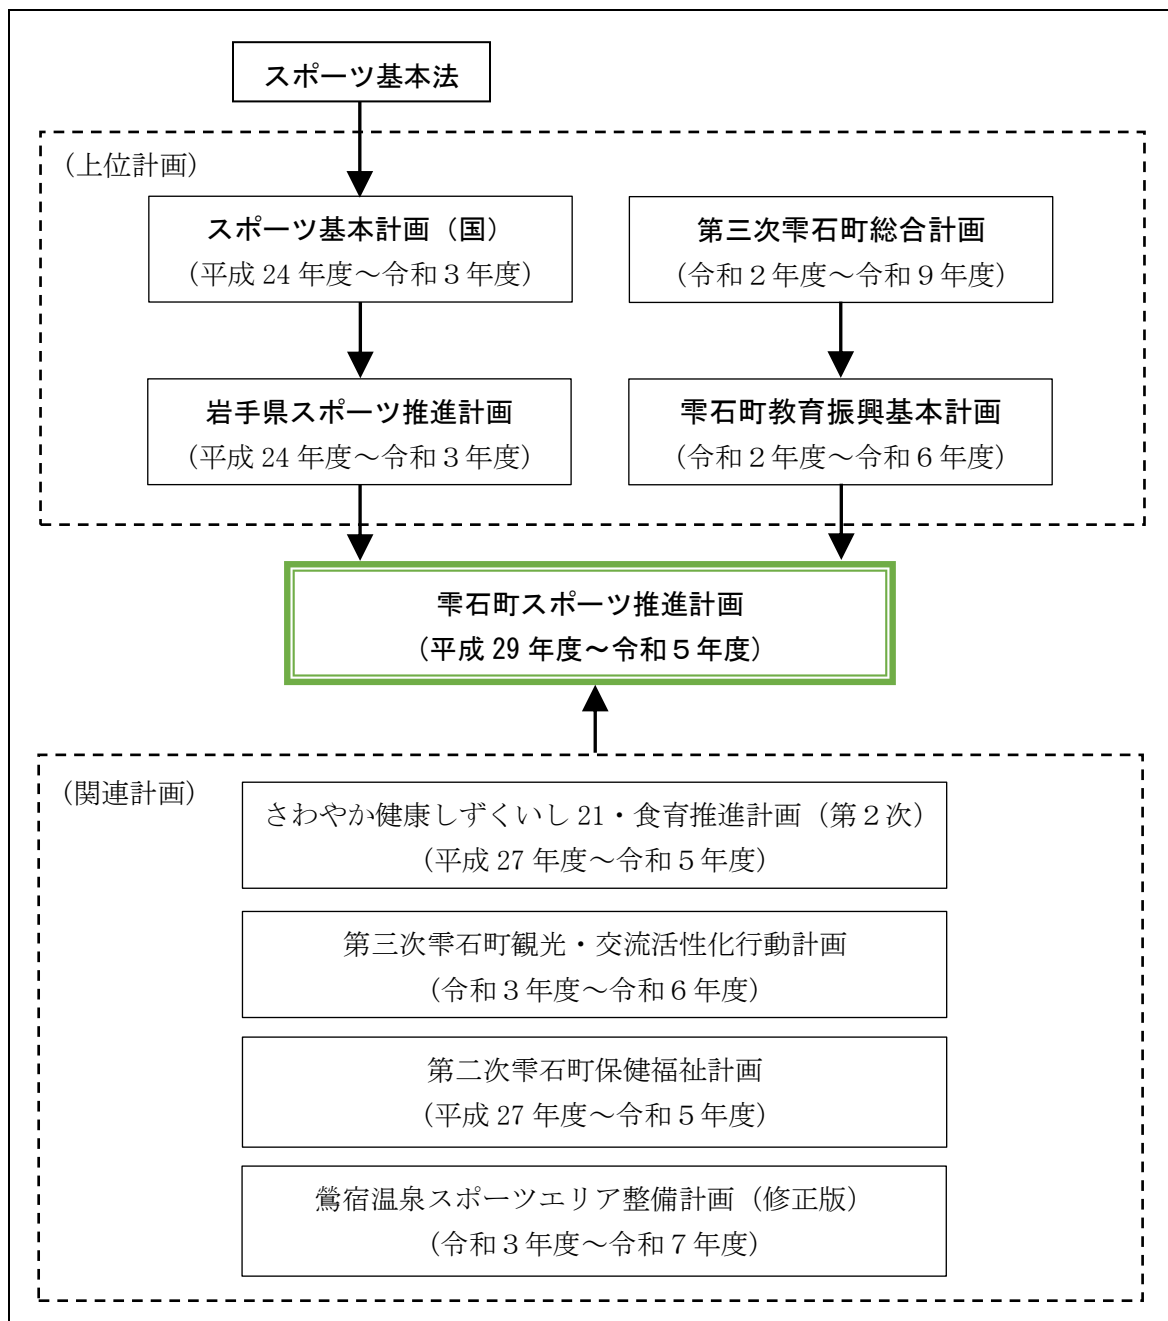 スポーツ基本法
（上位計画）
スポーツ基本計画（国）
（平成 24 年度～令和３年度）
第三次雫石町総合計画
（令和２年度～令和９年度）
岩手県スポーツ推進計画
（平成 24 年度～令和３年度）
雫石町教育振興基本計画
（令和２年度～令和６年度）
雫石町スポーツ推進計画
（平成 29 年度～令和５年度）
（関連計画）
さわやか健康しずくいし 21・食育推進計画（第２次）
（平成 27 年度～令和５年度）
第三次雫石町観光・交流活性化行動計画
（令和３年度～令和６年度）
第二次雫石町保健福祉計画
（平成 27 年度～令和５年度）
鶯宿温泉スポーツエリア整備計画（修正版）
（令和３年度～令和７年度）